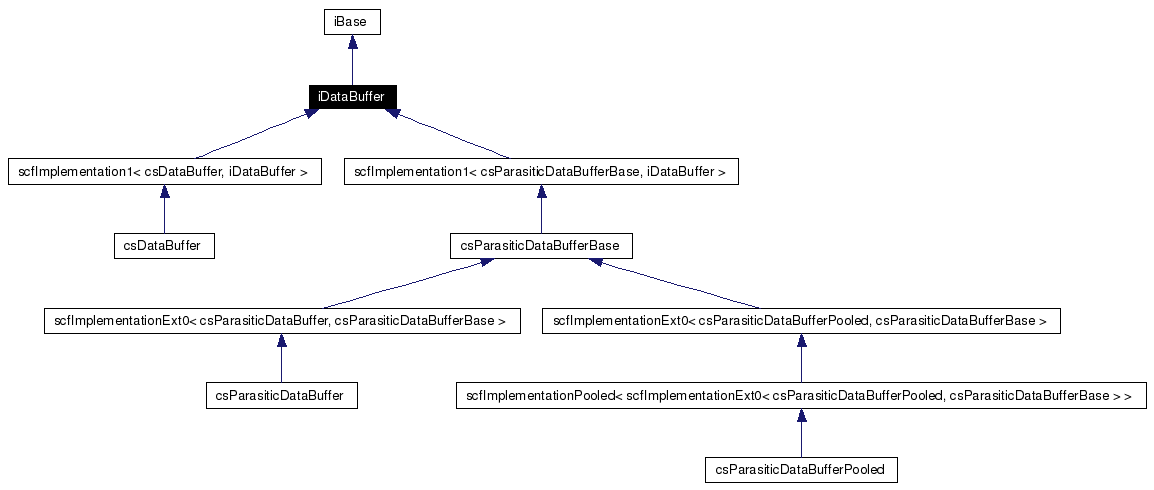 iBase
iDataBuffer
scfImplementation1< csDataBuffer, iDataBuffer >
scfImplementation1< csParasiticDataBufferBase, iDataBuffer >
csDataBuffer
csParasiticDataBufferBase
scfImplementationExt0< csParasiticDataBuffer, csParasiticDataBufferBase >
scfImplementationExt0< csParasiticDataBufferPooled, csParasiticDataBufferBase >
csParasiticDataBuffer
scfImplementationPooled< scfImplementationExt0< csParasiticDataBufferPooled, csParasiticDataBufferBase > >
csParasiticDataBufferPooled